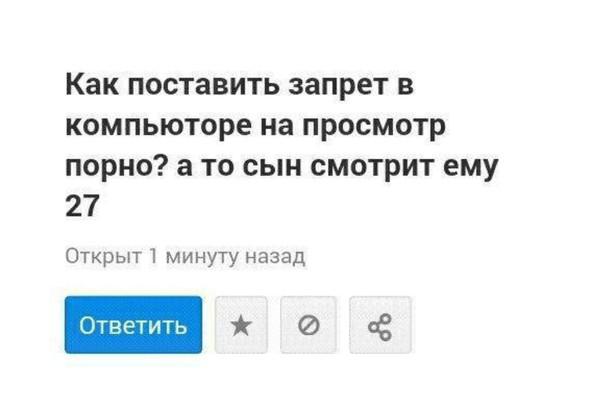 Как поставить запрет в
компьюторе на просмотр
порно? а то сын смотрит ему
27
Открыт 1 минуту назад
Ответить